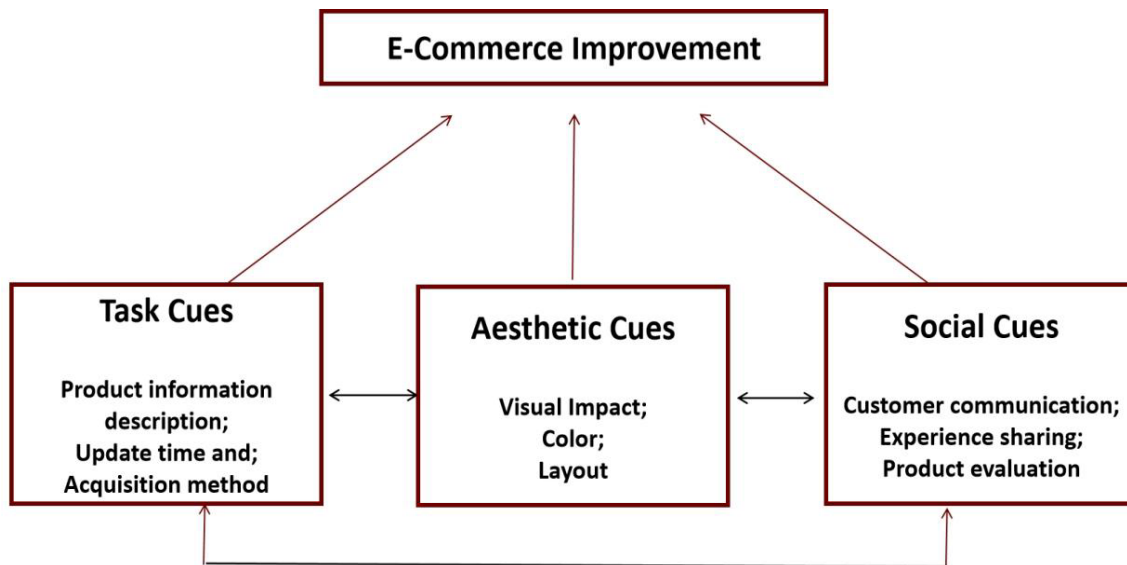 E-Commerce Improvement
Task Cues
Product information
description;
Update time and;
Acquisition method
Aesthetic Cues
Visual Impact;
Color;
Layout
Social Cues
Customer communication;
Experience sharing;
Product evaluation